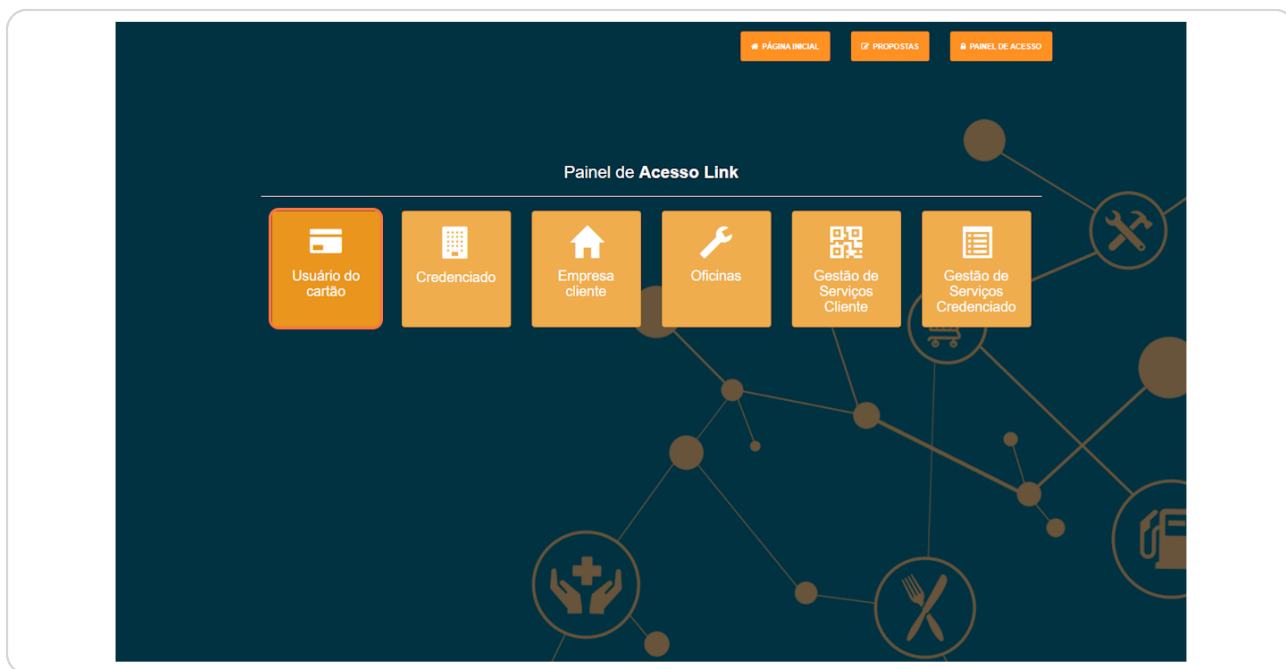 PÁGINA INICIAL
PROPOSTAS
PAINEL DE ACESSO
Painel de Acesso Link
Usuário do
cartão
Credenciado
Empresa
cliente
Oficinas
Gestão de
Serviços
Cliente
Gestão de
Serviços
Credenciado